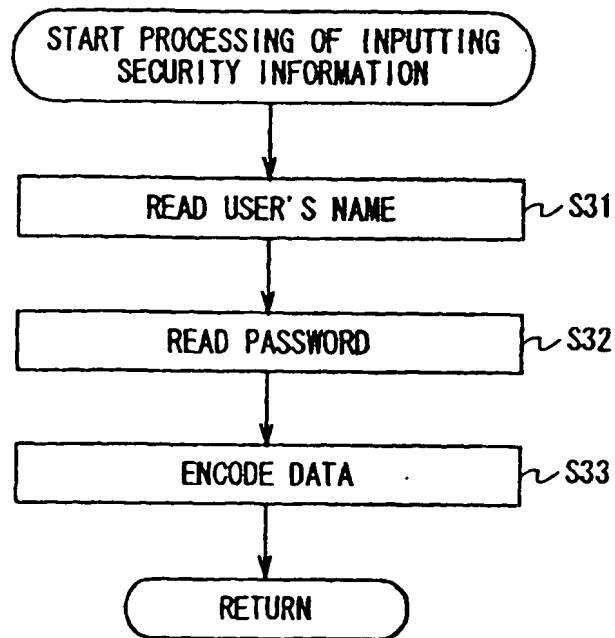 START PROCESSING OF INPUTTING
SECURITY INFORMATION
READ USER'S NAME
S31
READ PASSWORD
S32
ENCODE DATA
S33
RETURN